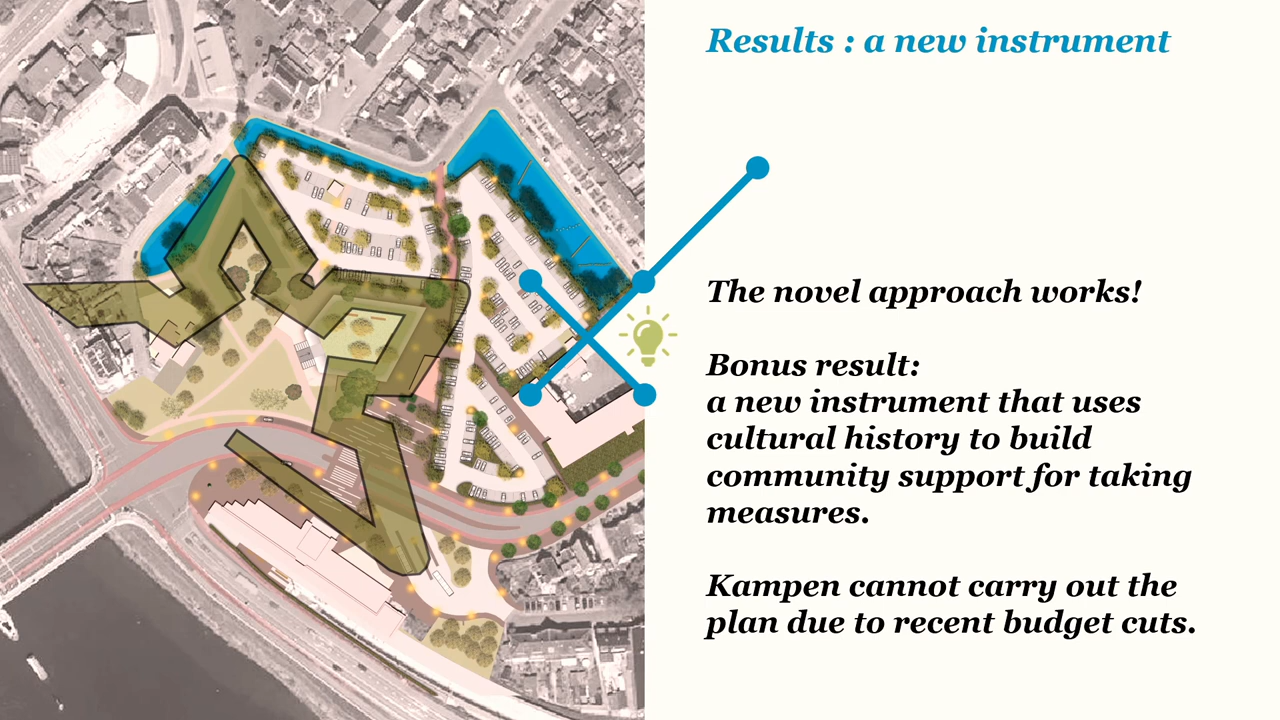 Results : a new instrument
The novel approach works!
Bonus result:
a new instrument that uses
cultural history to build
community support for taking
measures.
Kampen cannot carry out the
plan due to recent budget cuts.